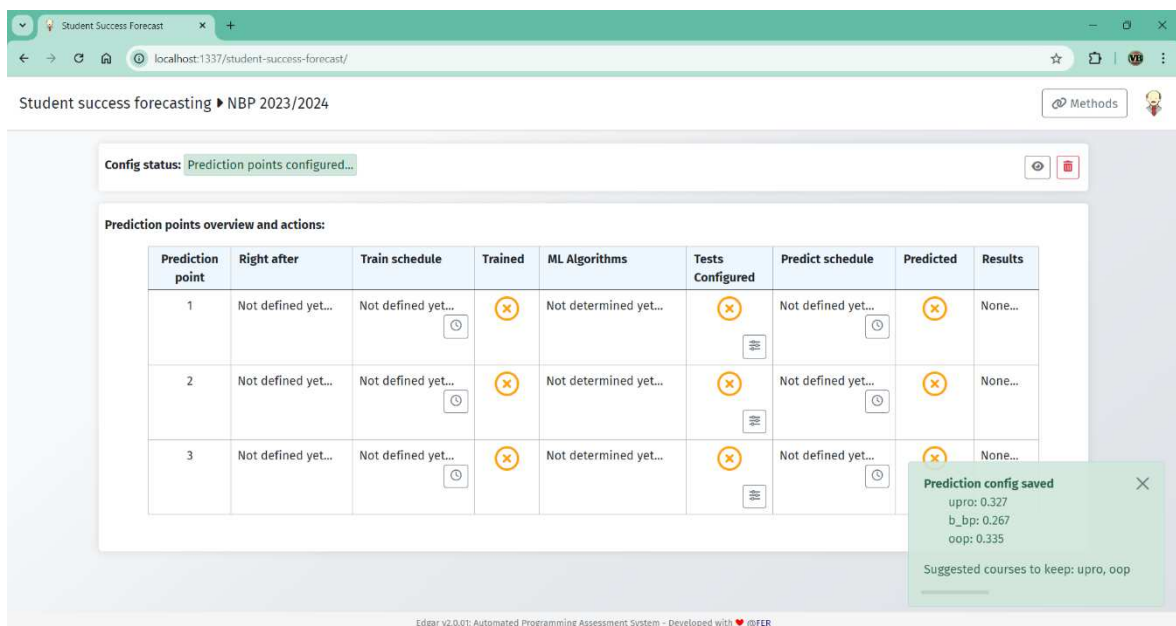 Student Success Forecast
localhost:1337/student-success-forecast/
VB
Student success forecasting ▸ NBP 2023/2024
Methods
Config status: Prediction points configured...
Prediction points overview and actions:
Prediction point Right after Train schedule Trained ML Algorithms Tests Configured Predict schedule Predicted Results
1 Not defined yet... Not defined yet... Not determined yet... Not defined yet... None...
2 Not defined yet... Not defined yet... Not determined yet... Not defined yet... None...
3 Not defined yet... Not defined yet... Not determined yet... Not defined yet... None...
Prediction config saved
upro: 0.327
b_bp: 0.267
oop: 0.335
Suggested courses to keep: upro, oop
Edgar v2.0.01: Automated Programming Assessment System - Developed with ❤ @FER